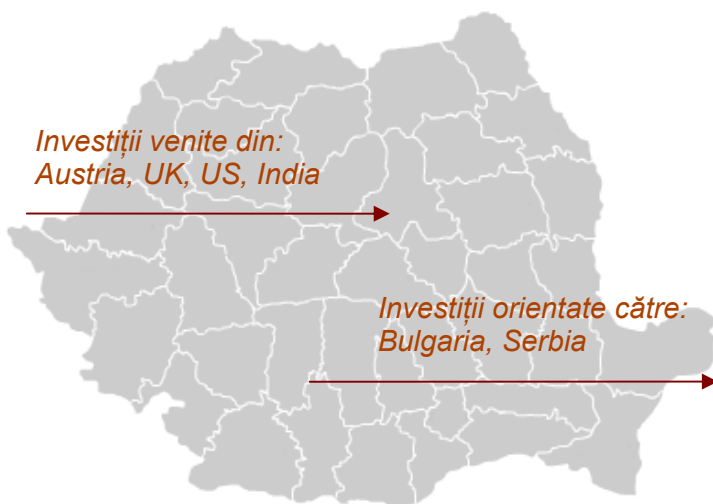 Investiții venite din:
Austria, UK, US, India
Investiții orientate către:
Bulgaria, Serbia